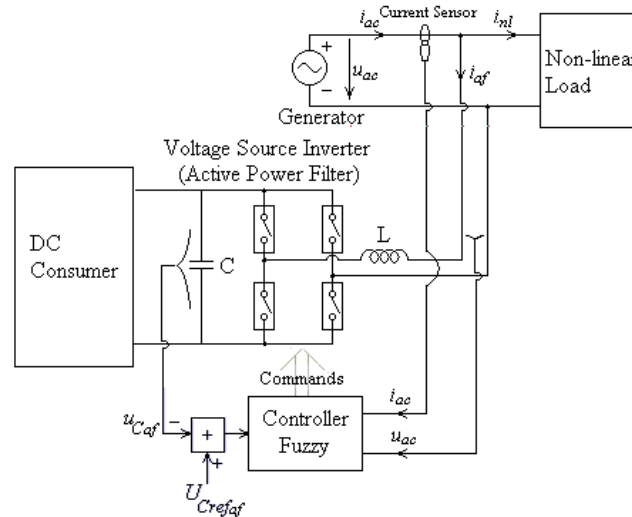 i_ac
Current Sensor
i_nl
+
u_ac
i_af
−
Non-linear
Load
Generator
Voltage Source Inverter
(Active Power Filter)
DC
Consumer
C
L
Commands
i_ac
u_Caf
−
+
Controller
Fuzzy
u_ac
+
U_Crefaf